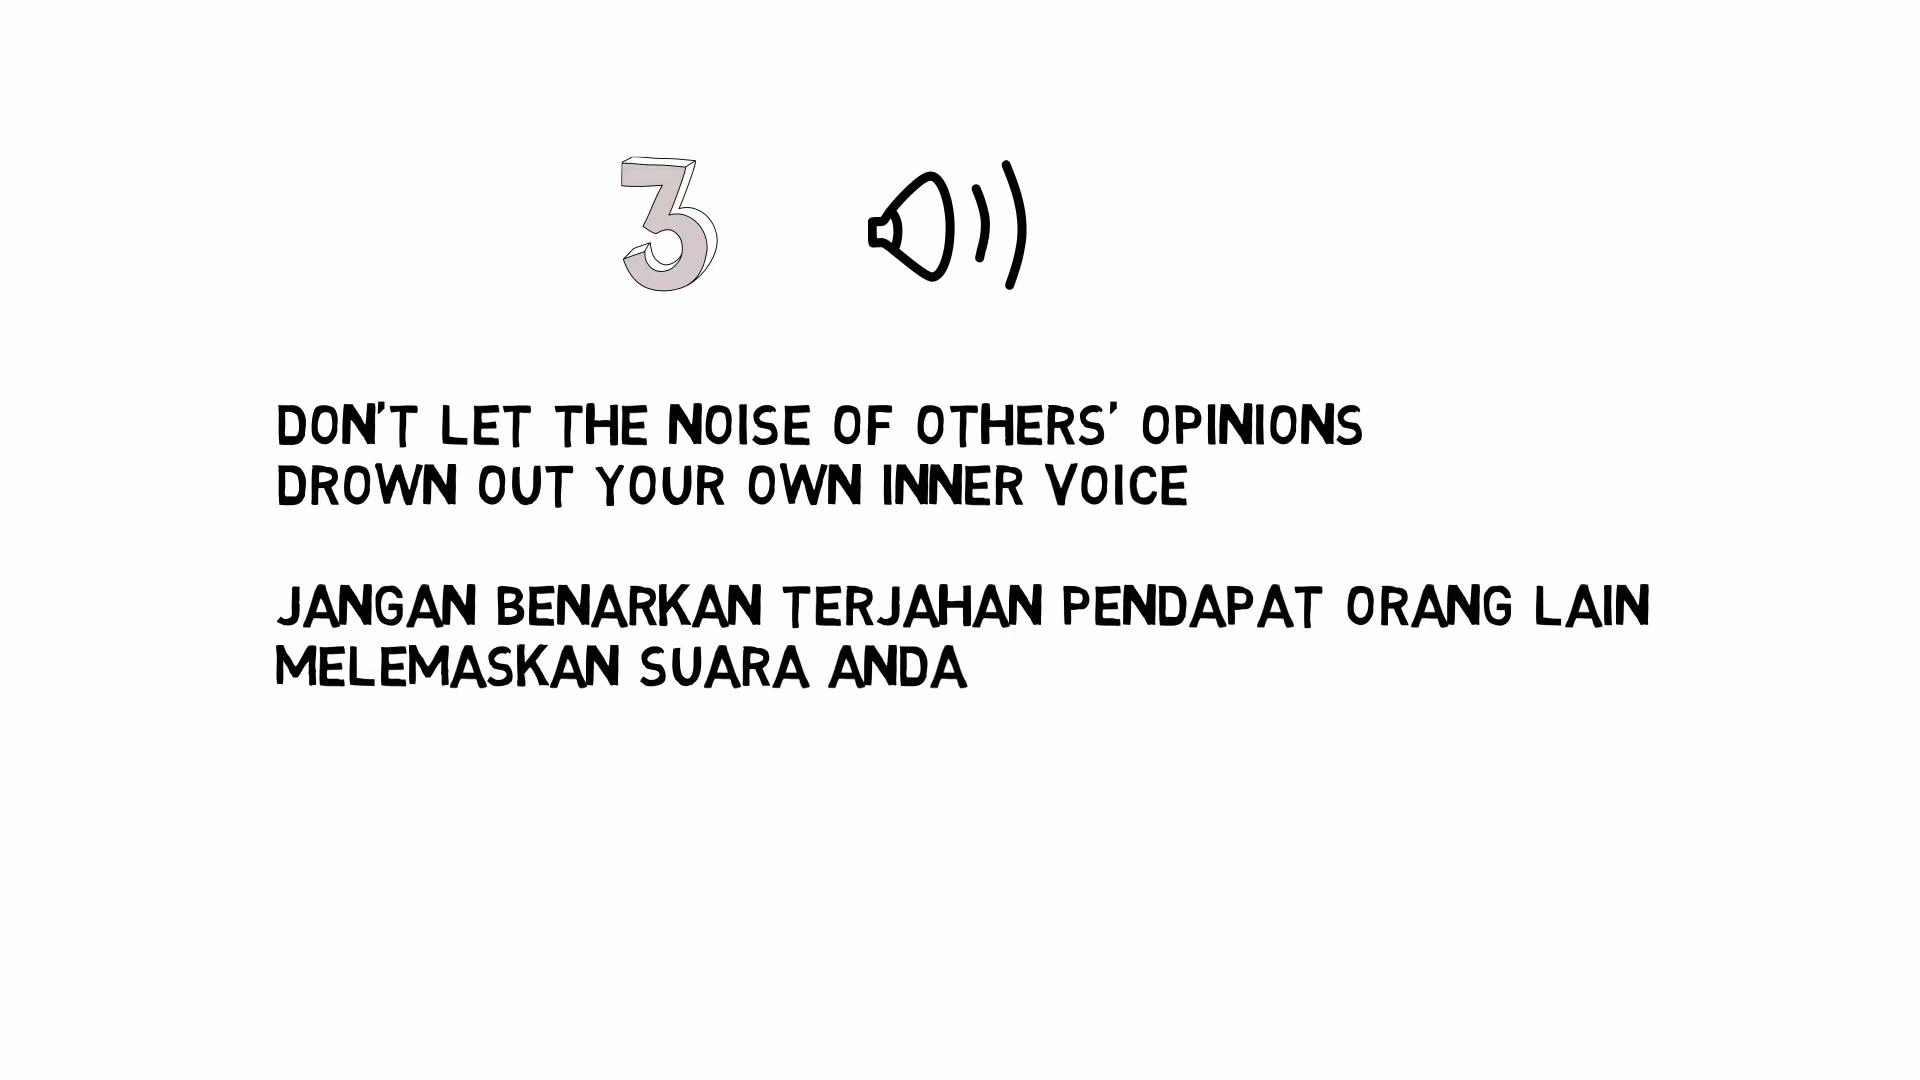 3
DON'T LET THE NOISE OF OTHERS' OPINIONS
DROWN OUT YOUR OWN INNER VOICE
JANGAN BENARKAN TERJAHAN PENDAPAT ORANG LAIN
MELEMASKAN SUARA ANDA